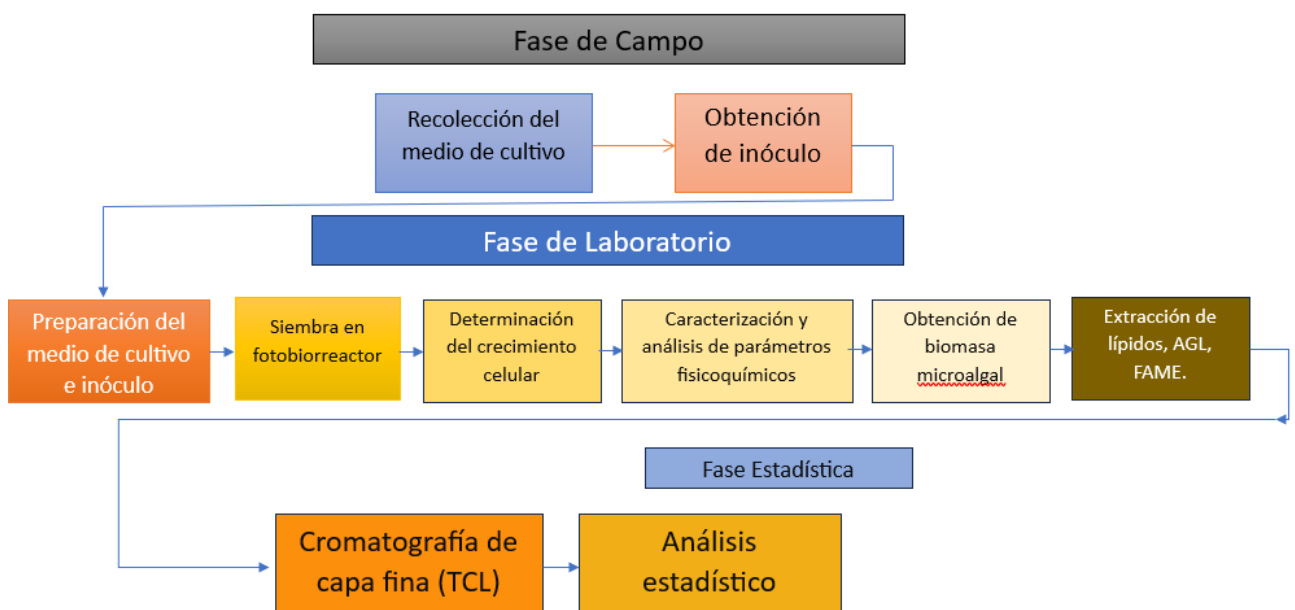 Fase de Campo
Recolección del
medio de cultivo
Obtención
de inóculo
Fase de Laboratorio
Preparación del
medio de cultivo
e inóculo
Siembra en
fotobiorreactor
Determinación
del crecimiento
celular
Caracterización y
análisis de parámetros
fisicoquímicos
Obtención de
biomasa
microalgal
Extracción de
lípidos, AGL,
FAME.
Fase Estadística
Cromatografía de
capa fina (TCL)
Análisis
estadístico